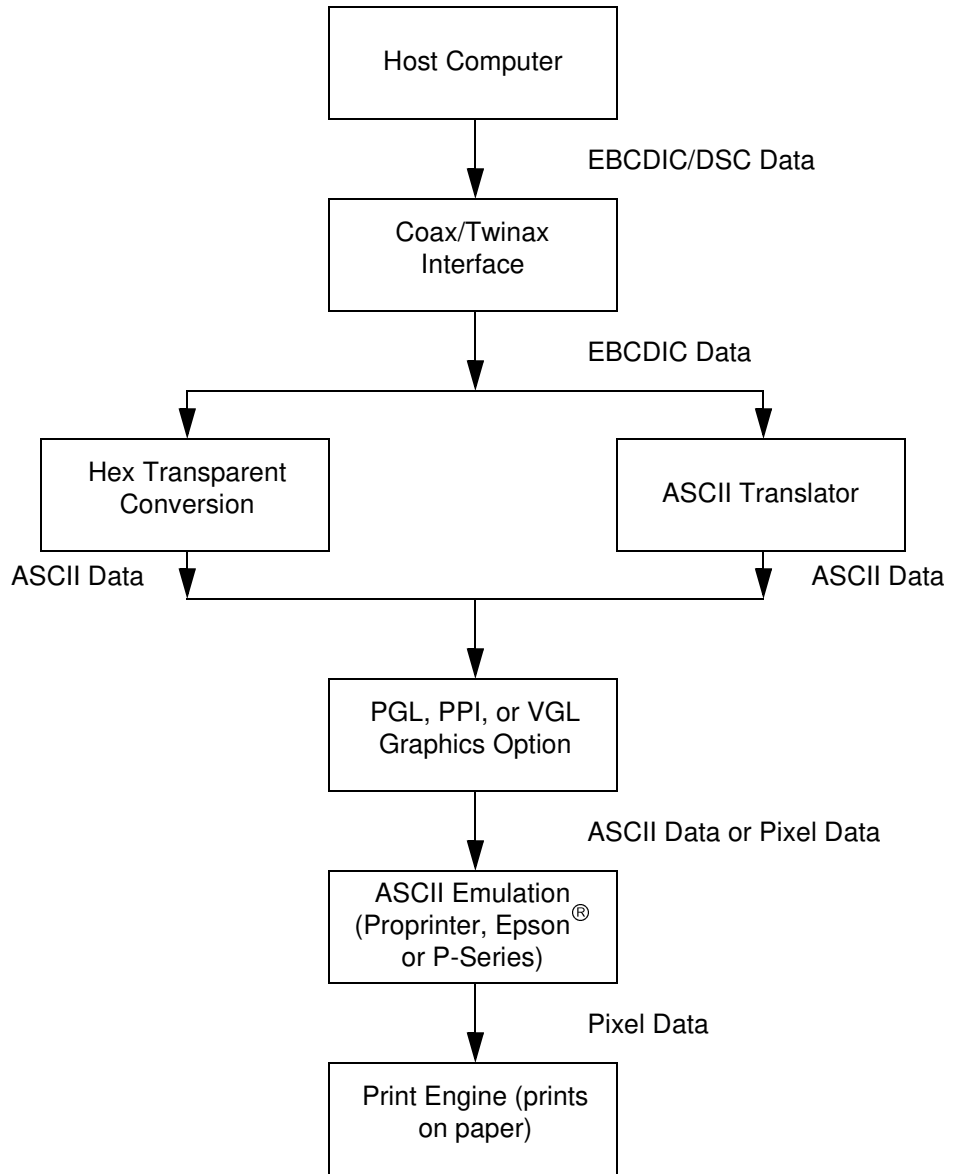 Host Computer
EBCDIC/DSC Data
Coax/Twinax
Interface
EBCDIC Data
Hex Transparent
Conversion
ASCII Translator
ASCII Data
ASCII Data
PGL, PPI, or VGL
Graphics Option
ASCII Data or Pixel Data
ASCII Emulation
(Proprinter, Epson®
or P-Series)
Pixel Data
Print Engine (prints
on paper)